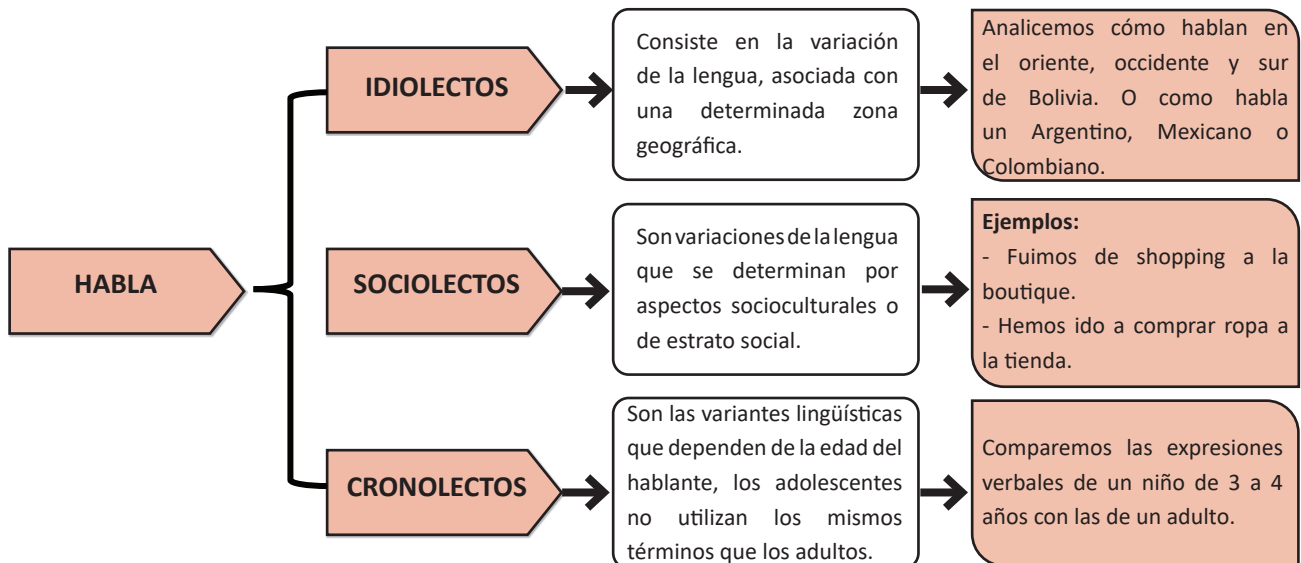 HABLA
IDIOLECTOS
Consiste en la variación
de la lengua, asociada con
una determinada zona
geográfica.
Analicemos cómo hablan en
el oriente, occidente y sur
de Bolivia. O como habla
un Argentino, Mexicano o
Colombiano.
SOCIOLECTOS
Son variaciones de la lengua
que se determinan por
aspectos socioculturales o
de estrato social.
Ejemplos:
- Fuimos de shopping a la
boutique.
- Hemos ido a comprar ropa a
la tienda.
CRONOLECTOS
Son las variantes lingüísticas
que dependen de la edad del
hablante, los adolescentes
no utilizan los mismos
términos que los adultos.
Comparemos las expresiones
verbales de un niño de 3 a 4
años con las de un adulto.